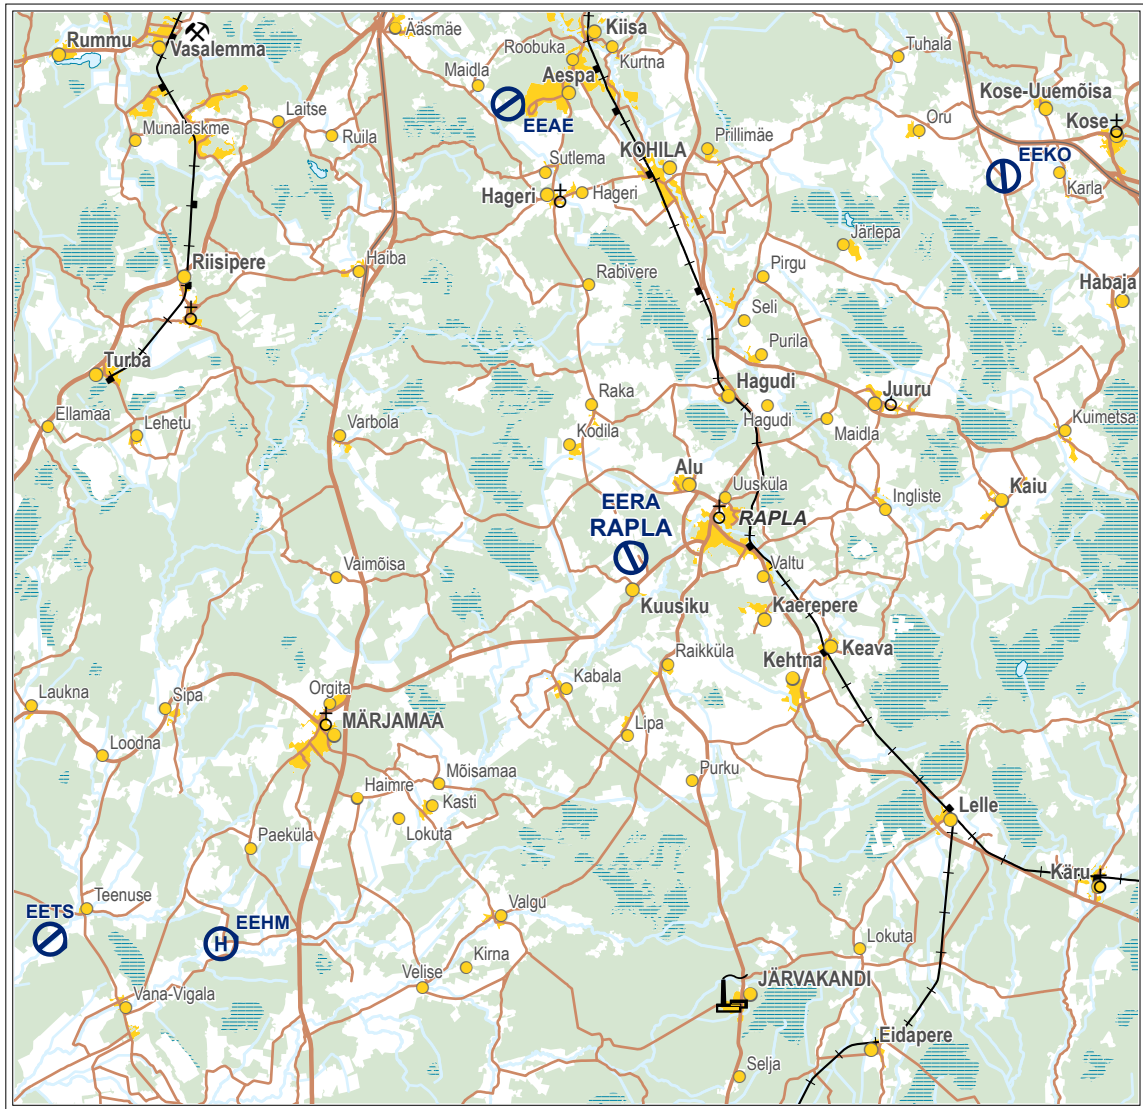 Ääsmäe
Kiisa
Rummu
Vasalemma
Roobuka
Kurtna
Tuhala
Maidla
Aespa
Kose-Uuemõisa
EEAE
Laitse
Oru
Kose
Munalaskme
Ruila
Prillimäe
KOHILA
EEKO
Sutlema
Karla
Hageri
Hageri
Järlepa
Riisipere
Haiba
Pirgu
Rabivere
Habaja
Seli
Purila
Turba
Hagudi
Juuru
Raka
Ellamaa
Lehetu
Varbola
Hagudi
Maidla
Kuimetsa
Kodila
Alu
Uusküla
Ingliste
Kaiu
EERA
RAPLA
RAPLA
Vaimõisa
Valtu
Kuusiku
Kaerepere
Keava
Raikküla
Kehtna
Kabala
Laukna
Sipa
Orgita
MÄRJAMAA
Lipa
Loodna
Mõisamaa
Purku
Haimre
Kasti
Lelle
Lokuta
Paeküla
Käru
Teenuse
EETS
EEHM
Valgu
H
Lokuta
Kirna
Velise
JÄRVAKANDI
Vana-Vigala
Eidapere
Selja